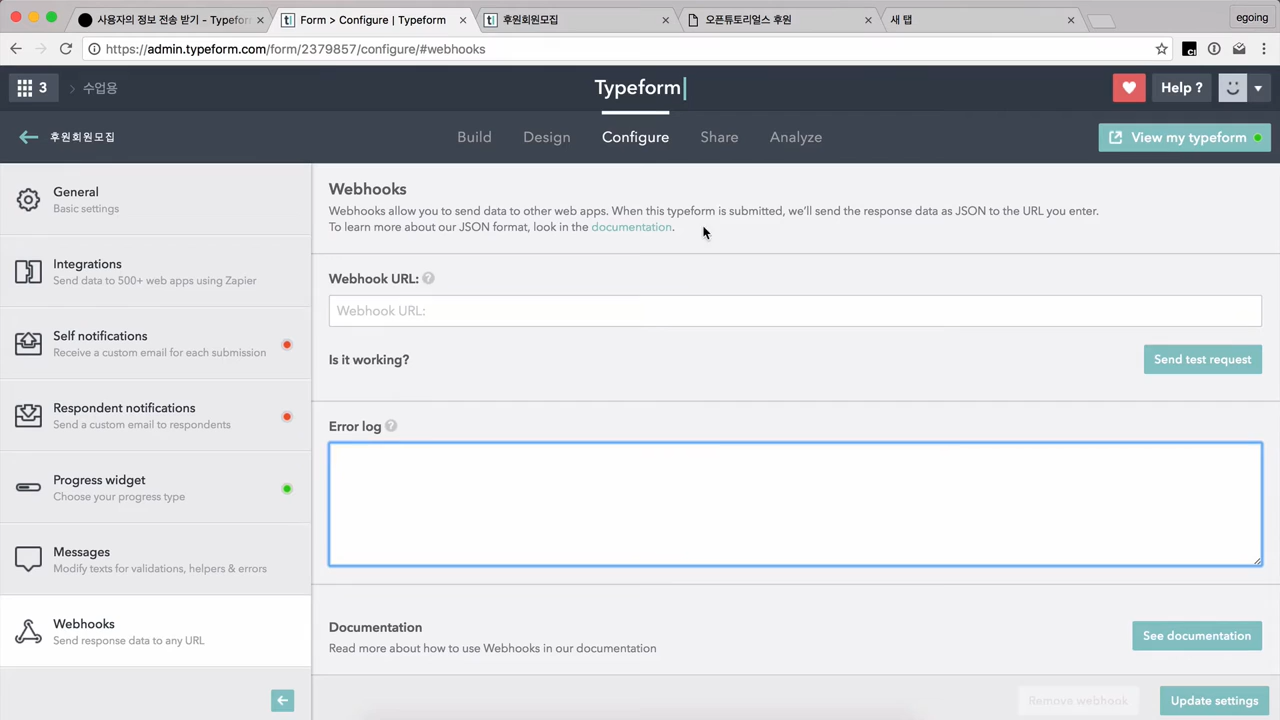 사용자의 정보 전송 받기 - Typeform
Form > Configure | Typeform
후원회원모집
오픈튜토리얼스 후원
새 탭
egoing
https://admin.typeform.com/form/2379857/configure/#webhooks
3
수업용
Typeform
Help ?
후원회원모집
Build
Design
Configure
Share
Analyze
View my typeform
General
Basic settings
Integrations
Send data to 500+ web apps using Zapier
Self notifications
Receive a custom email for each submission
Respondent notifications
Send a custom email to respondents
Progress widget
Choose your progress type
Messages
Modify texts for validations, helpers & errors
Webhooks
Send response data to any URL
Webhooks
Webhooks allow you to send data to other web apps. When this typeform is submitted, we'll send the response data as JSON to the URL you enter.
To learn more about our JSON format, look in the documentation.
Webhook URL: ?
Webhook URL:
Is it working?
Send test request
Error log ?
Documentation
Read more about how to use Webhooks in our documentation
See documentation
Remove webhook
Update settings